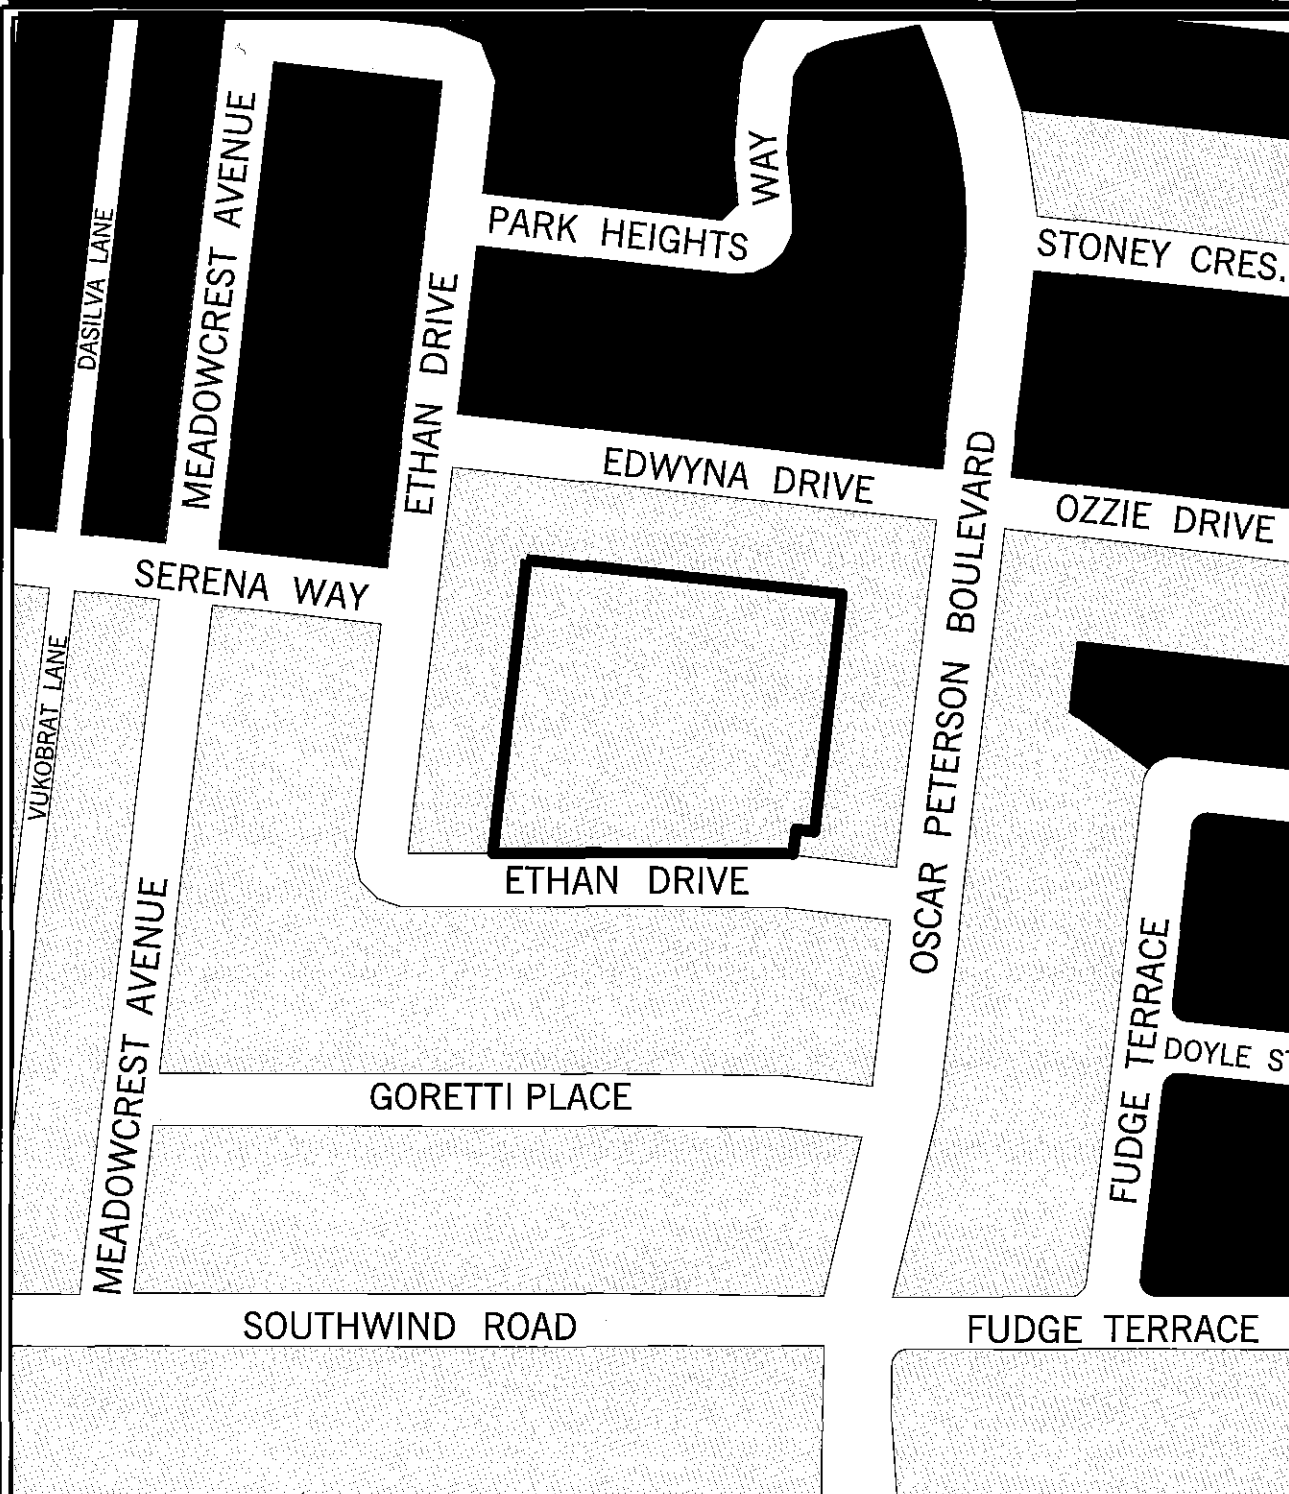 DASILVA LANE
MEADOWCREST AVENUE
ETHAN DRIVE
PARK HEIGHTS WAY
STONEY CRES.
EDWYNA DRIVE
OZZIE DRIVE
SERENA WAY
OSCAR PETERSON BOULEVARD
VUKOBRAT LANE
ETHAN DRIVE
MEADOWCREST AVENUE
FUDGE TERRACE
DOYLE ST
GORETTI PLACE
SOUTHWIND ROAD
FUDGE TERRACE